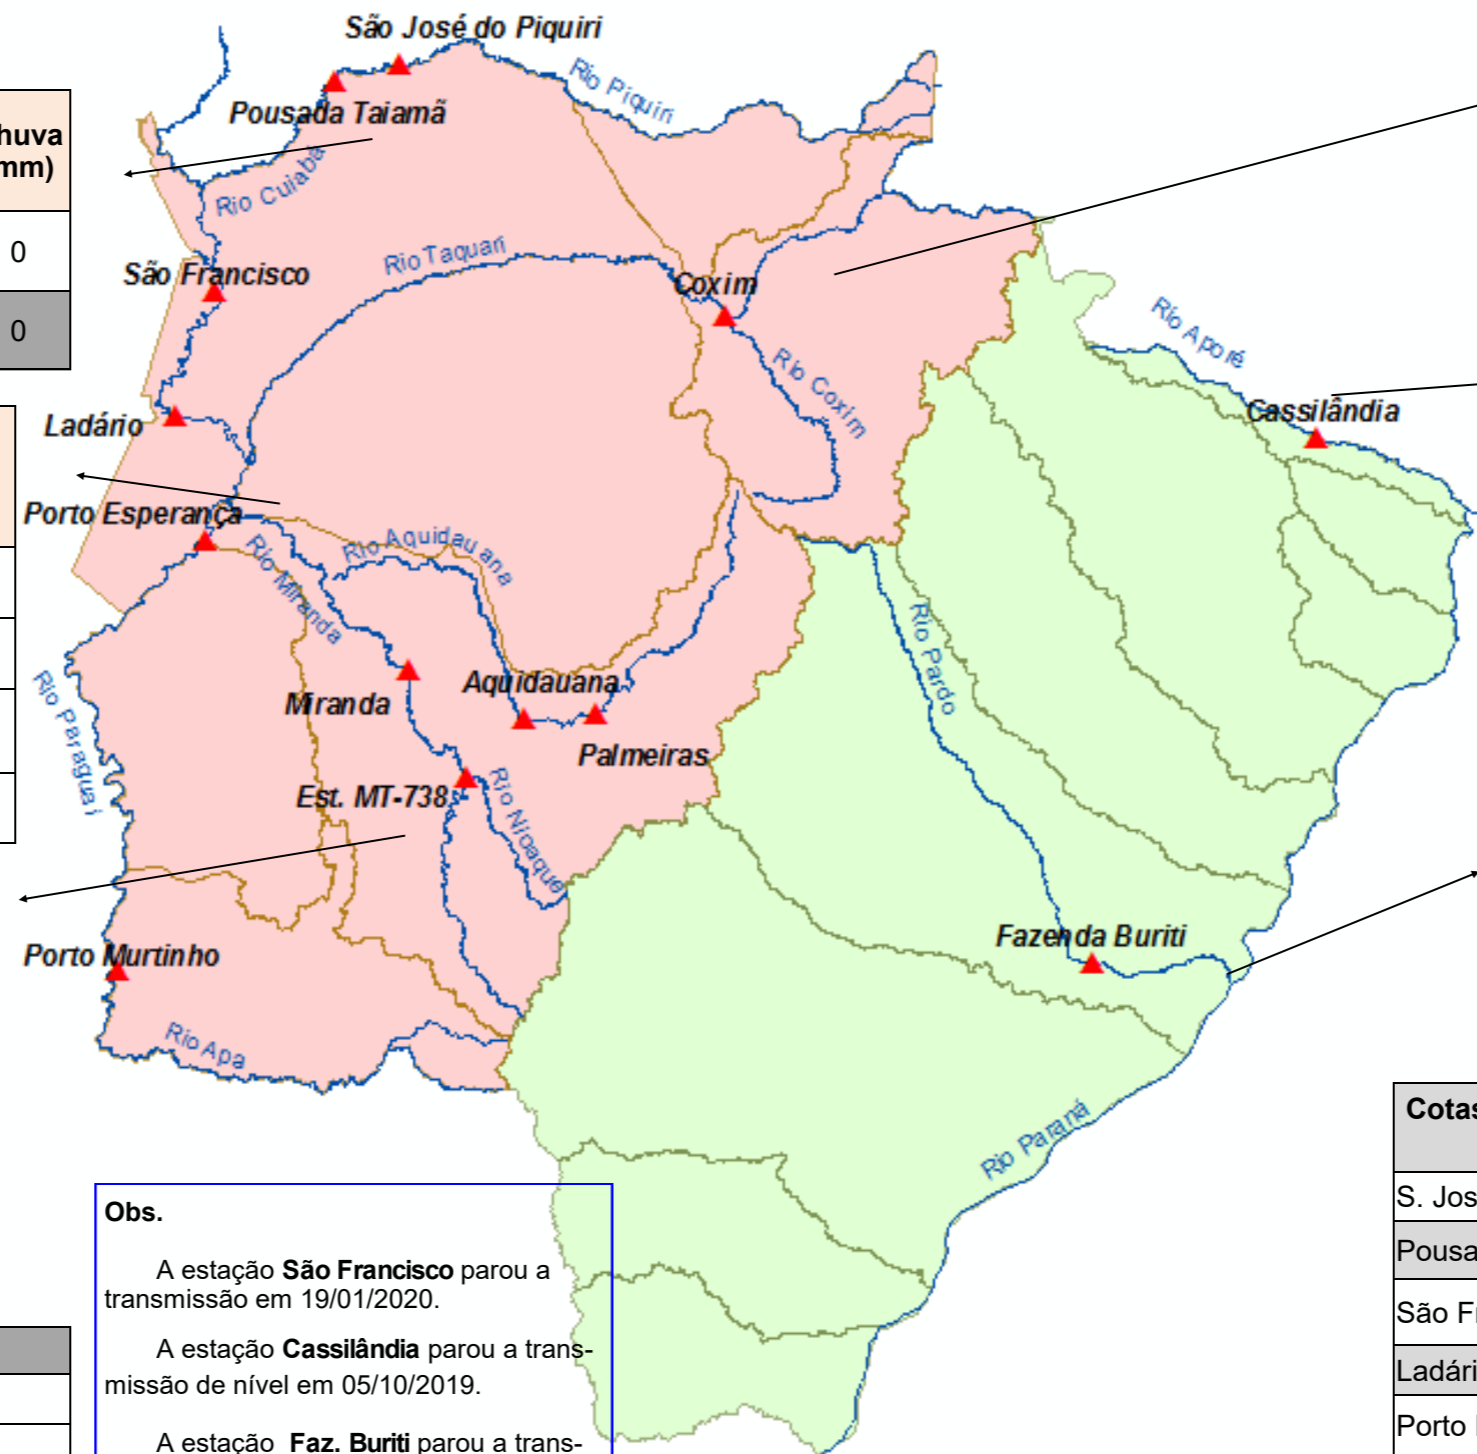 São José do Piquiri
Rio Piquiri
Pousada Taiamã
huva
mm)
Rio Cuiabá
0
Rio Taquari
São Francisco
Coxim
0
Rio Aporé
Rio Coxim
Cassilândia
Ladário
Porto Esperança
Rio Aquidauana
Rio Miranda
Rio Pardo
Rio Paraguai
Aquidauana
Miranda
Palmeiras
Est. MT-738
Rio Nioaque
Fazenda Buriti
Porto Murtinho
Rio Apa
Rio Paraná
Cotas
S. Jos
Pousa
São Fr
Ladári
Porto
Obs.
A estação São Francisco parou a
transmissão em 19/01/2020.
A estação Cassilândia parou a trans-
missão de nível em 05/10/2019.
A estação Faz. Buriti parou a trans-